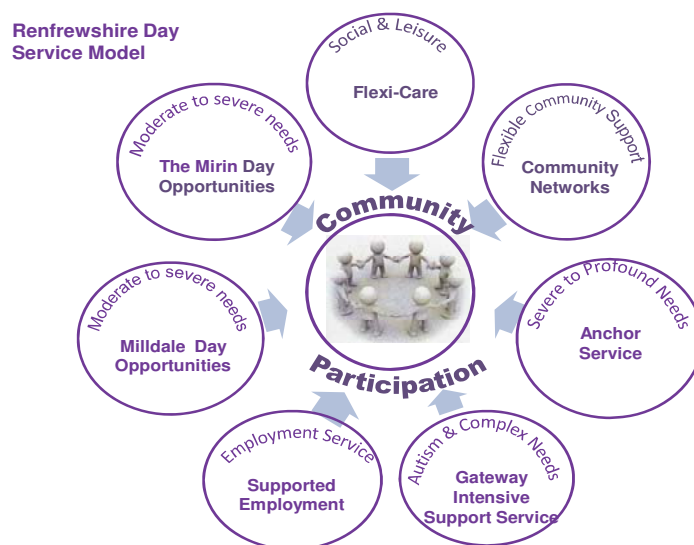 Renfrewshire Day
Service Model
Social & Leisure
Flexi-Care
Moderate to severe needs
The Mirin Day
Opportunities
Flexible Community Support
Community
Networks
Community
Participation
Moderate to severe needs
Milldale Day
Opportunities
Severe to Profound Needs
Anchor
Service
Employment Service
Supported
Employment
Autism & Complex Needs
Gateway
Intensive
Support Service